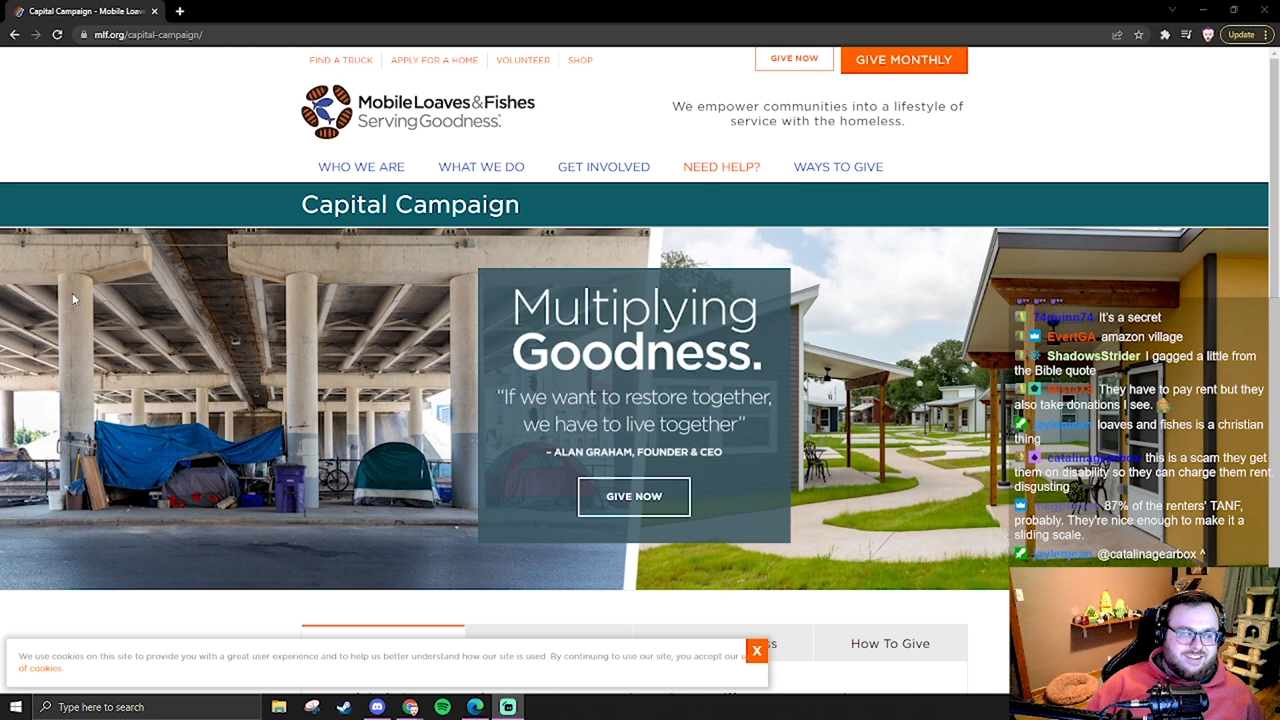 Capital Campaign - Mobile Loav
mlf.org/capital-campaign/
Update
FIND A TRUCK
APPLY FOR A HOME
VOLUNTEER
SHOP
GIVE NOW
GIVE MONTHLY
Mobile Loaves & Fishes
Serving Goodness.
We empower communities into a lifestyle of
service with the homeless.
WHO WE ARE
WHAT WE DO
GET INVOLVED
NEED HELP?
WAYS TO GIVE
Capital Campaign
Multiplying
Goodness.
“If we want to restore together,
we have to live together”
– ALAN GRAHAM, FOUNDER & CEO
GIVE NOW
74quinn74 It's a secret
EvertGA amazon village
ShadowsStrider I gagged a little from
the Bible quote
They have to pay rent but they
also take donations I see.
jaylenjean loaves and fishes is a christian
thing
catalinagearbox this is a scam they get
them on disability so they can charge them rent.
disgusting
87% of the renters' TANF,
probably. They're nice enough to make it a
sliding scale.
jaylenjean @catalinagearbox ^
How To Give
We use cookies on this site to provide you with a great user experience and to help us better understand how our site is used. By continuing to use our site, you accept our u
of cookies.
X
Type here to search